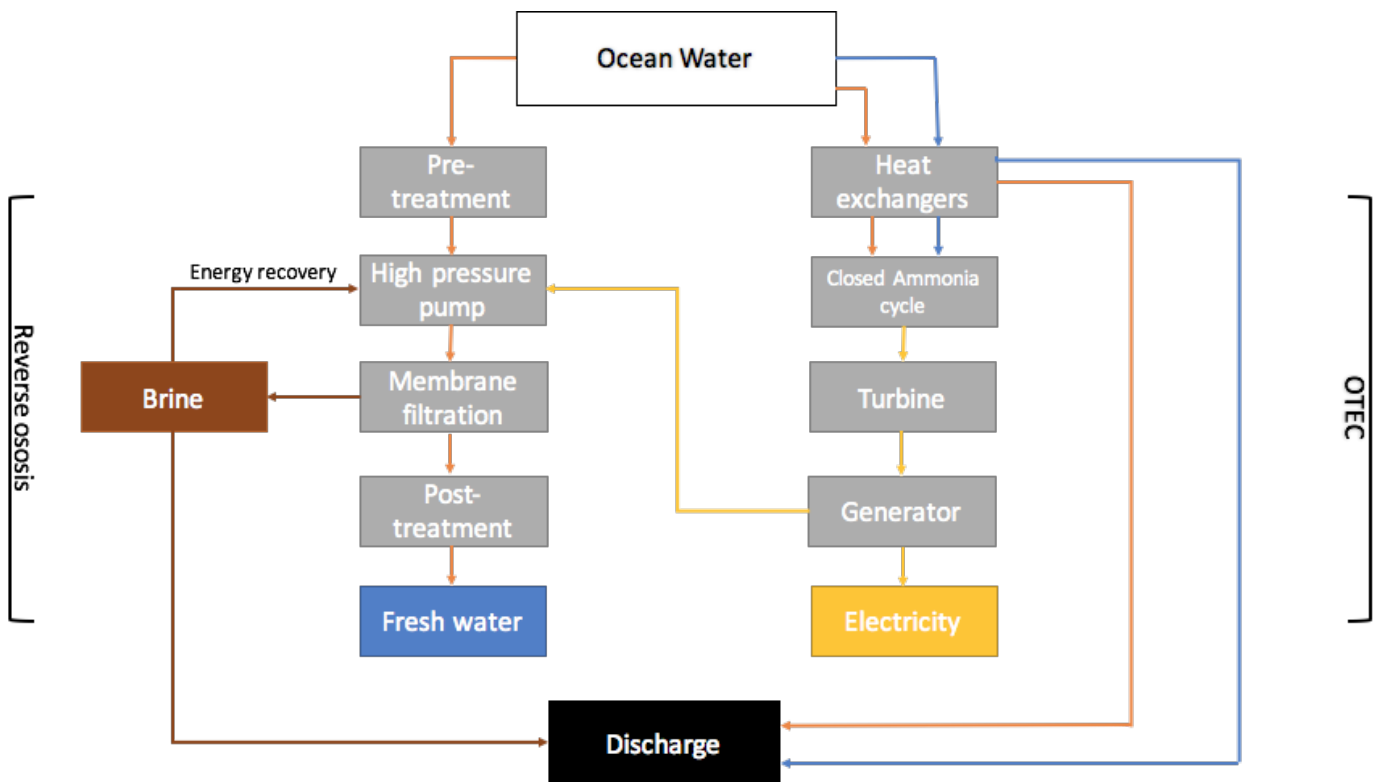 Ocean Water
Pre-
treatment
Heat
exchangers
Energy recovery
High pressure
pump
Closed Ammonia
cycle
Reverse ososis
Brine
Membrane
filtration
Turbine
OTEC
Post-
treatment
Generator
Fresh water
Electricity
Discharge